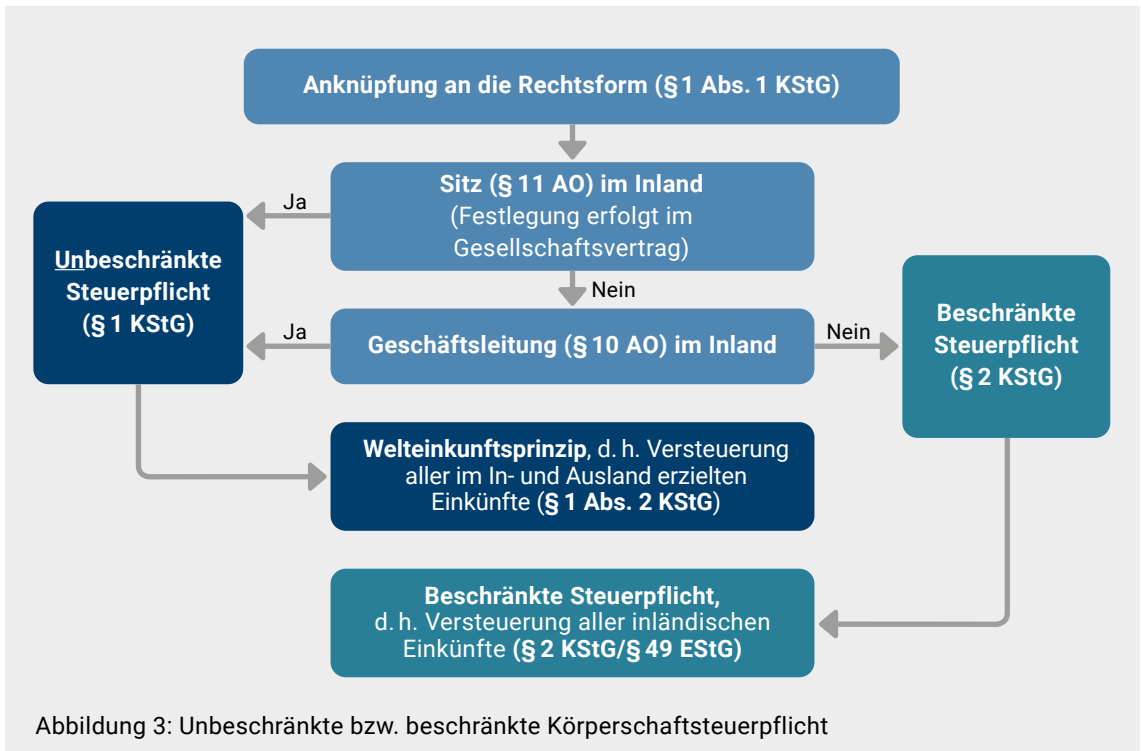 Anknüpfung an die Rechtsform (§ 1 Abs. 1 KStG)
Sitz (§ 11 AO) im Inland
(Festlegung erfolgt im
Gesellschaftsvertrag)
Ja
Unbeschränkte
Steuerpflicht
(§ 1 KStG)
Nein
Ja
Geschäftsleitung (§ 10 AO) im Inland
Nein
Beschränkte
Steuerpflicht
(§ 2 KStG)
Welteinkunftsprinzip, d. h. Versteuerung
aller im In- und Ausland erzielten
Einkünfte (§ 1 Abs. 2 KStG)
Beschränkte Steuerpflicht,
d. h. Versteuerung aller inländischen
Einkünfte (§ 2 KStG/§ 49 EStG)
Abbildung 3: Unbeschränkte bzw. beschränkte Körperschaftsteuerpflicht